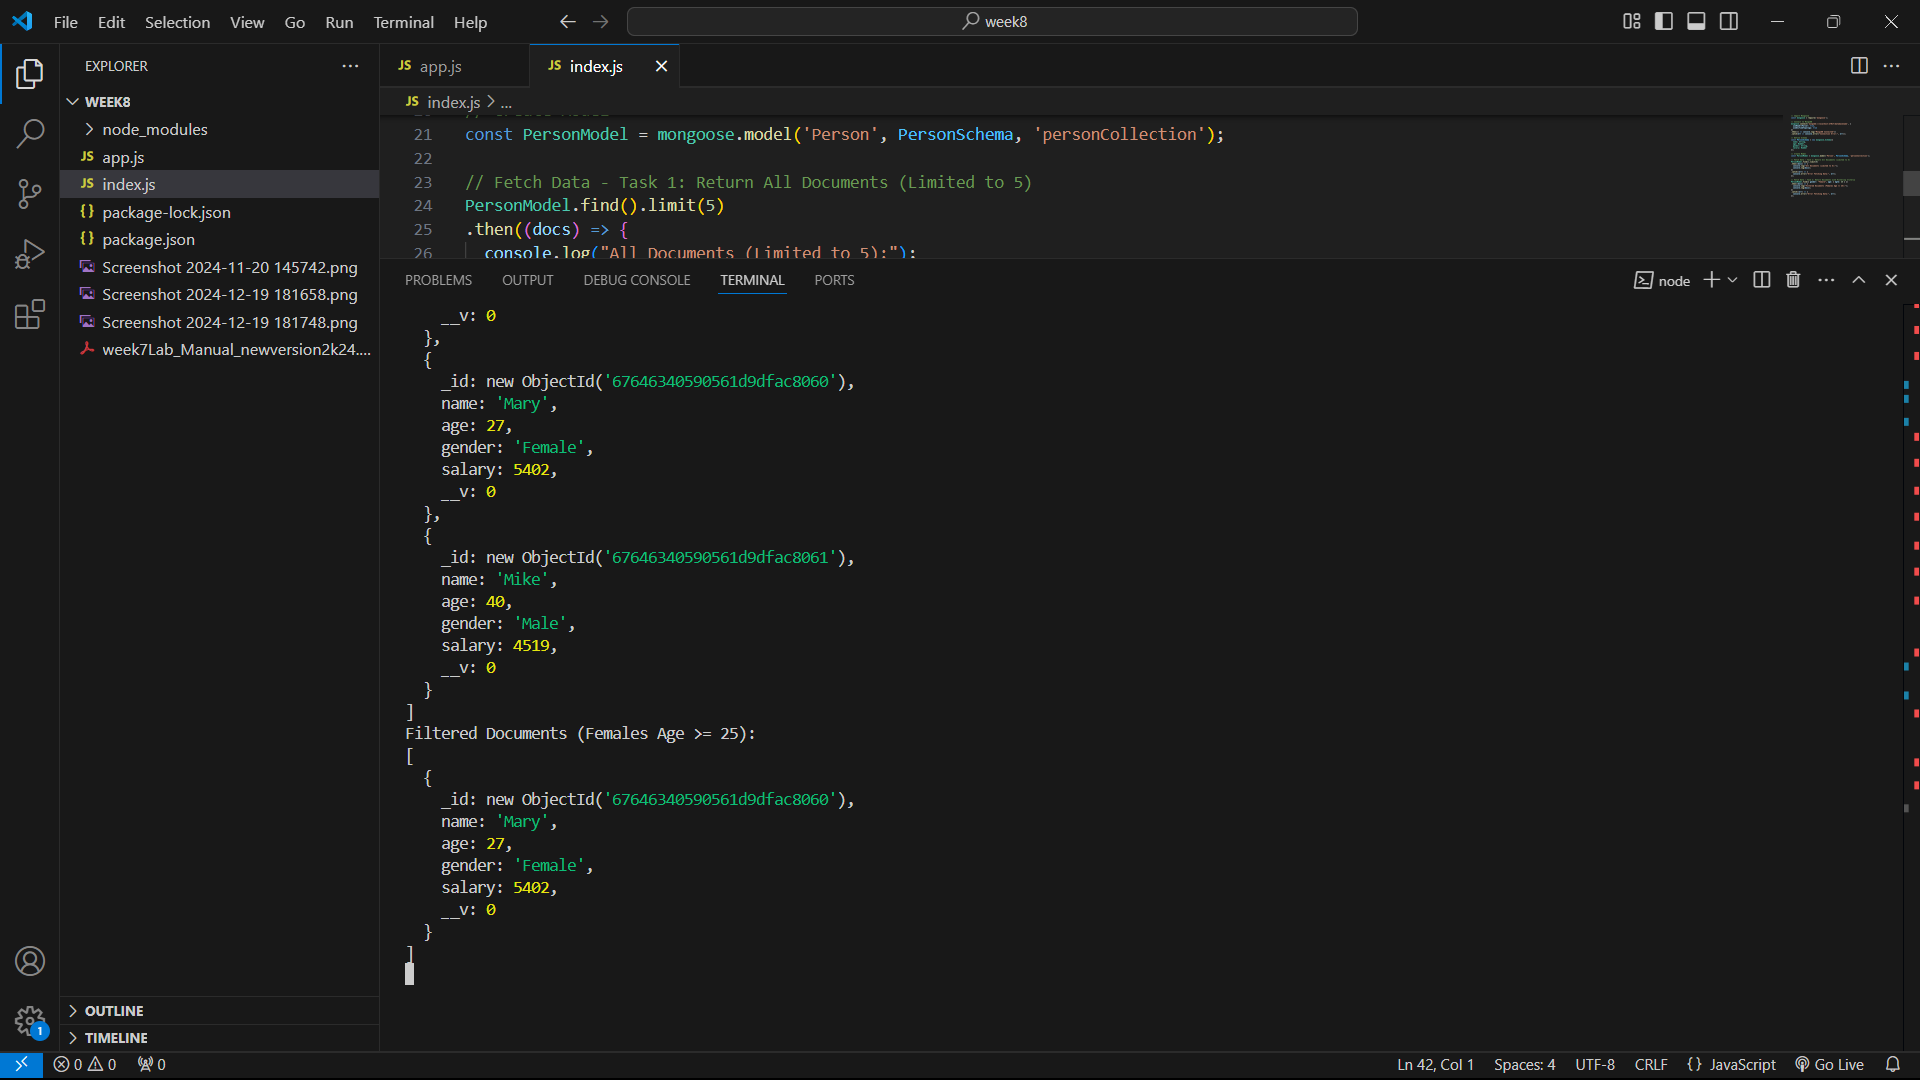 File Edit Selection View Go Run Terminal Help
week8
EXPLORER
WEEK8
node_modules
JS app.js
JS index.js
{} package-lock.json
{} package.json
Screenshot 2024-11-20 145742.png
Screenshot 2024-12-19 181658.png
Screenshot 2024-12-19 181748.png
week7Lab_Manual_newversion2k24....
OUTLINE
TIMELINE
1
JS app.js
JS index.js
JS index.js > ...
21 const PersonModel = mongoose.model('Person', PersonSchema, 'personCollection');
22
23 // Fetch Data - Task 1: Return All Documents (Limited to 5)
24 PersonModel.find().limit(5)
25 .then((docs) => {
26 console.log("All Documents (Limited to 5):");
PROBLEMS OUTPUT DEBUG CONSOLE TERMINAL PORTS
node
__v: 0
},
{
_id: new ObjectId('67646340590561d9dfac8060'),
name: 'Mary',
age: 27,
gender: 'Female',
salary: 5402,
__v: 0
},
{
_id: new ObjectId('67646340590561d9dfac8061'),
name: 'Mike',
age: 40,
gender: 'Male',
salary: 4519,
__v: 0
}
]
Filtered Documents (Females Age >= 25):
[
{
_id: new ObjectId('67646340590561d9dfac8060'),
name: 'Mary',
age: 27,
gender: 'Female',
salary: 5402,
__v: 0
}
]
0 0 0
Ln 42, Col 1 Spaces: 4 UTF-8 CRLF {} JavaScript Go Live